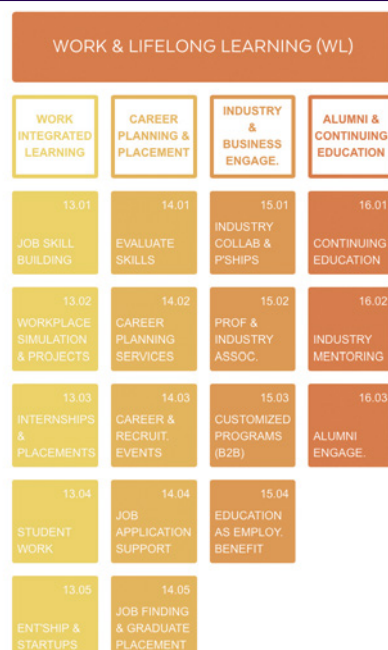 WORK & LIFELONG LEARNING (WL)
WORK
INTEGRATED
LEARNING
CAREER
PLANNING &
PLACEMENT
INDUSTRY
&
BUSINESS
ENGAGE.
ALUMNI &
CONTINUING
EDUCATION
13.01
JOB SKILL
BUILDING
14.01
EVALUATE
SKILLS
15.01
INDUSTRY
COLLAB &
P'SHIPS
16.01
CONTINUING
EDUCATION
13.02
WORKPLACE
SIMULATION
& PROJECTS
14.02
CAREER
PLANNING
SERVICES
15.02
PROF &
INDUSTRY
ASSOC.
16.02
INDUSTRY
MENTORING
13.03
INTERNSHIPS
&
PLACEMENTS
14.03
CAREER &
RECRUIT.
EVENTS
15.03
CUSTOMIZED
PROGRAMS
(B2B)
16.03
ALUMNI
ENGAGE.
13.04
STUDENT
WORK
14.04
JOB
APPLICATION
SUPPORT
15.04
EDUCATION
AS EMPLOY.
BENEFIT
13.05
ENT'SHIP &
STARTUPS
14.05
JOB FINDING
& GRADUATE
PLACEMENT